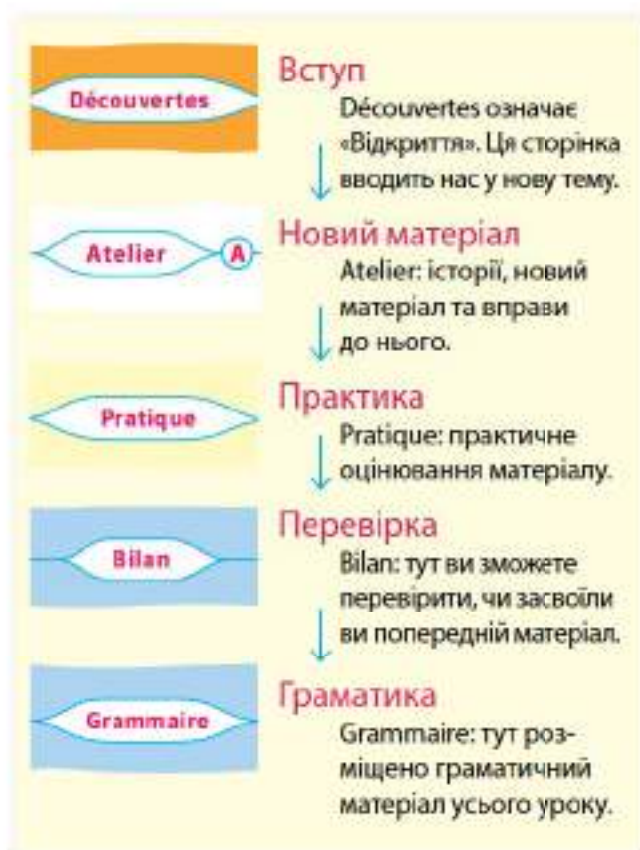 Découvertes
Вступ
Découvertes означає
«Відкриття». Ця сторінка
вводить нас у нову тему.
Atelier A
Новий матеріал
Atelier: історії, новий
матеріал та вправи
до нього.
Pratique
Практика
Pratique: практичне
оцінювання матеріалу.
Bilan
Перевірка
Bilan: тут ви зможете
перевірити, чи засвоїли
ви попередній матеріал.
Grammaire
Граматика
Grammaire: тут роз-
міщено граматичний
матеріал усього уроку.